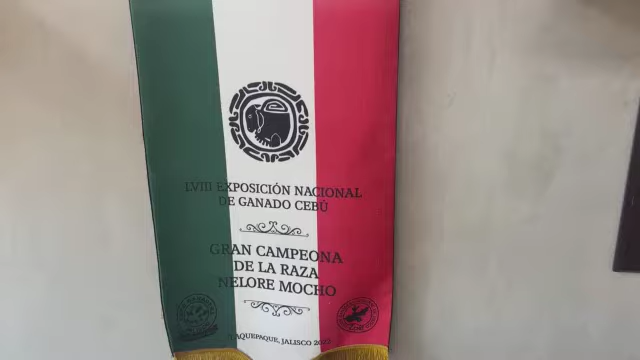 LVIII EXPOSICIÓN NACIONAL
DE GANADO CEBÚ
GRAN CAMPEONA
DE LA RAZA
NELORE MOCHO
JALISCO